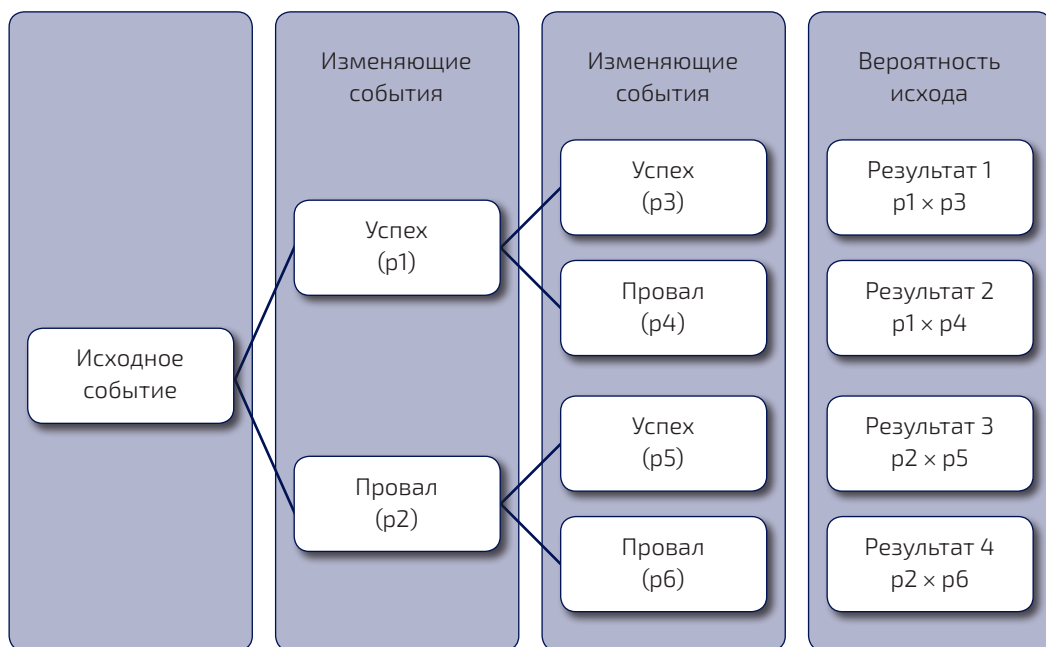 Изменяющие
события
Изменяющие
события
Вероятность
исхода
Исходное
событие
Успех
(p1)
Провал
(p2)
Успех
(p3)
Провал
(p4)
Успех
(p5)
Провал
(p6)
Результат 1
p1 × p3
Результат 2
p1 × p4
Результат 3
p2 × p5
Результат 4
p2 × p6